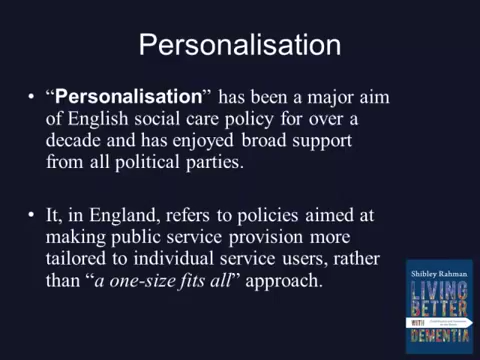 Personalisation
• “Personalisation” has been a major aim
of English social care policy for over a
decade and has enjoyed broad support
from all political parties.
• It, in England, refers to policies aimed at
making public service provision more
tailored to individual service users, rather
than “a one-size fits all” approach.
Shibley Rahman
LIVING
BETTER
WITH
DEMENTIA